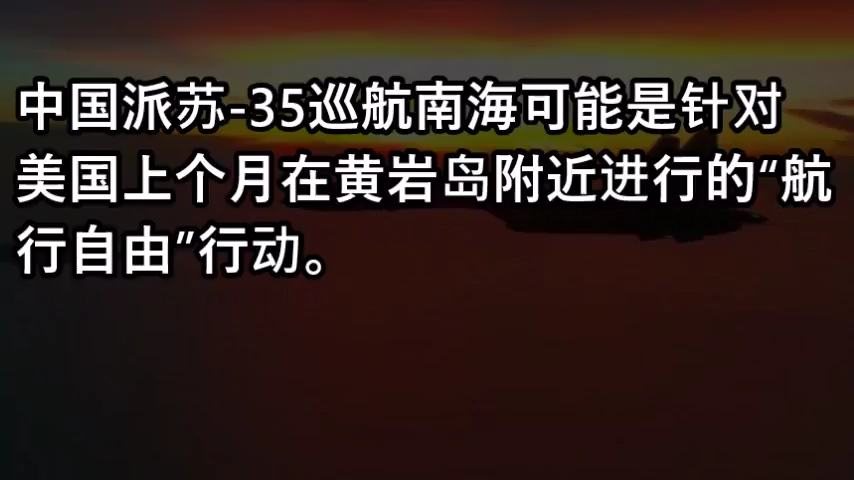 中国派苏-35巡航南海可能是针对
美国上个月在黄岩岛附近进行的“航
行自由”行动。